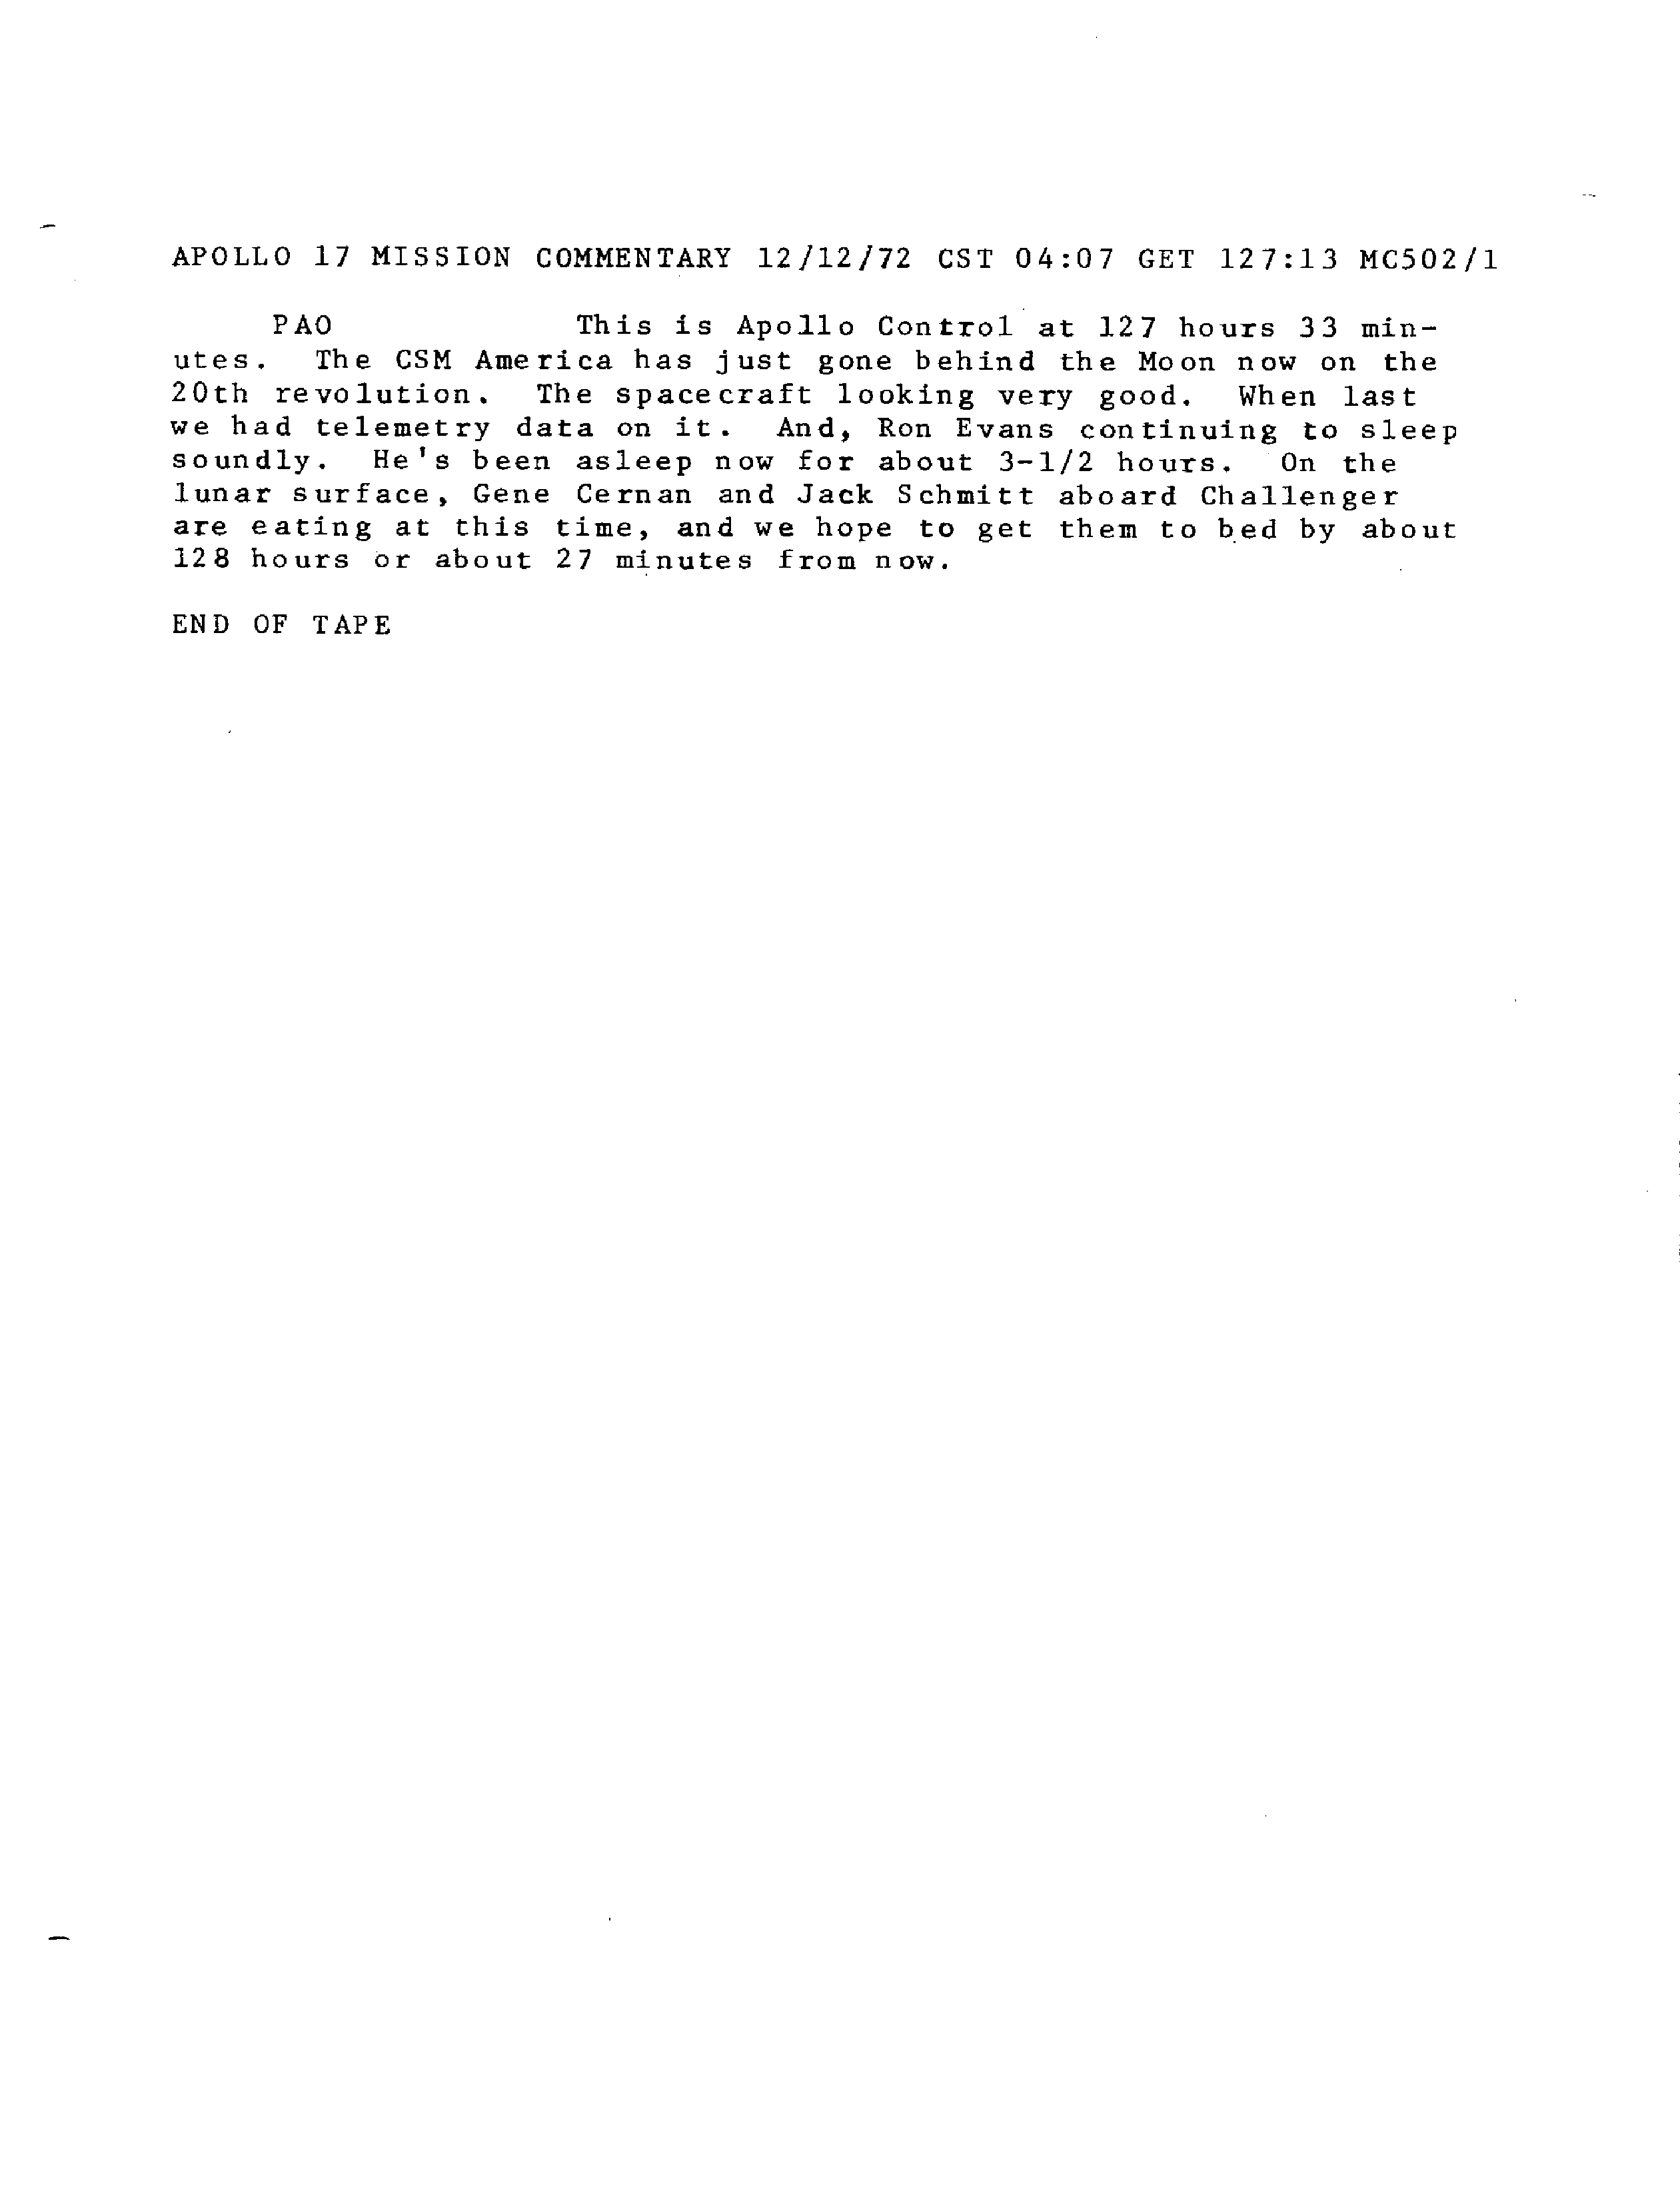 APOLLO 17 MISSION COMMENTARY 12/12/72 CST 04:07 GET 127:13 MC502/1
PAO This is Apollo Control at 127 hours 33 min-
utes. The CSM America has just gone behind the Moon now on the
20th revolution. The spacecraft looking very good. When last
we had telemetry data on it. And, Ron Evans continuing to sleep
soundly. He's been asleep now for about 3-1/2 hours. On the
lunar surface, Gene Cernan and Jack Schmitt aboard Challenger
are eating at this time, and we hope to get them to bed by about
128 hours or about 27 minutes from now.
END OF TAPE